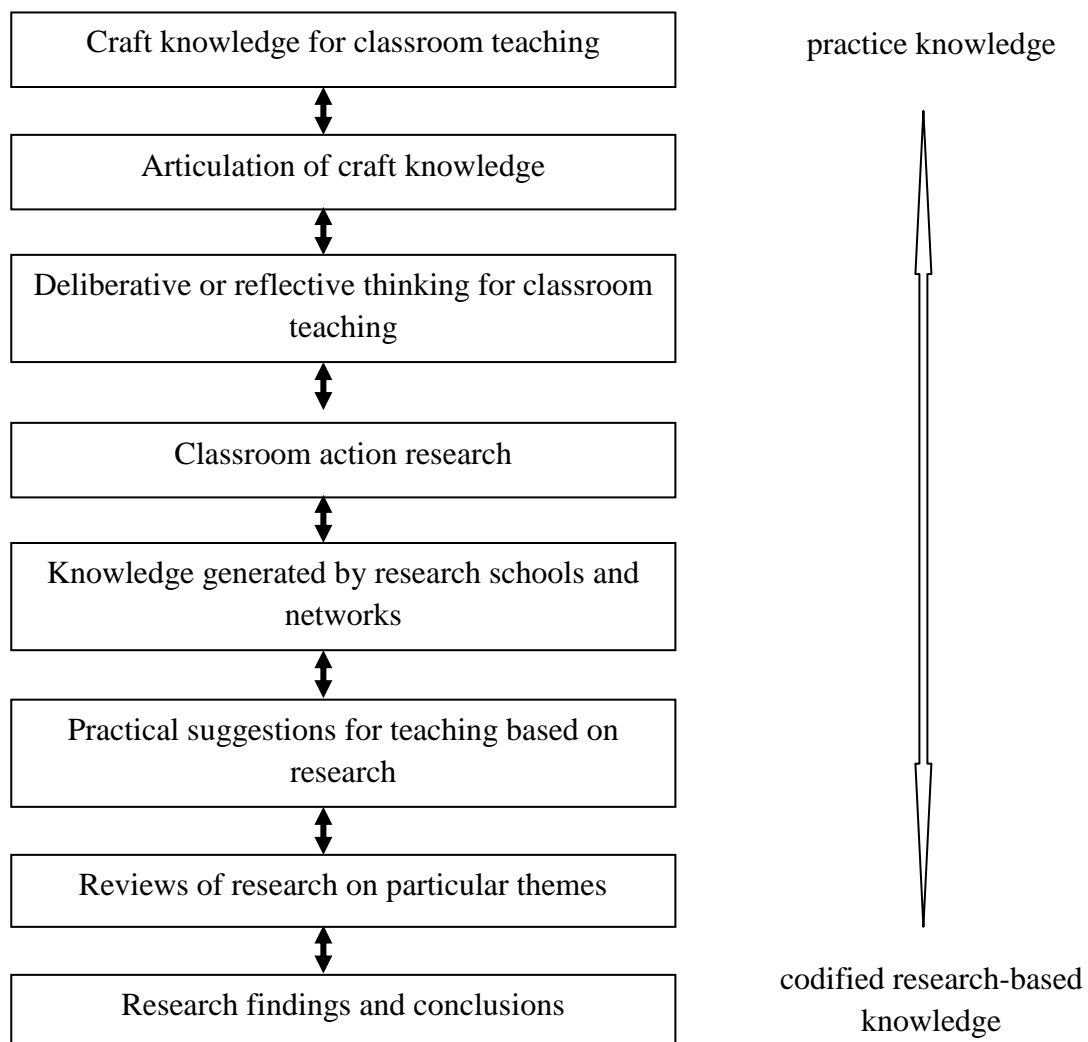 Craft knowledge for classroom teaching
practice knowledge
Articulation of craft knowledge
Deliberative or reflective thinking for classroom
teaching
Classroom action research
Knowledge generated by research schools and
networks
Practical suggestions for teaching based on
research
Reviews of research on particular themes
Research findings and conclusions
codified research-based
knowledge